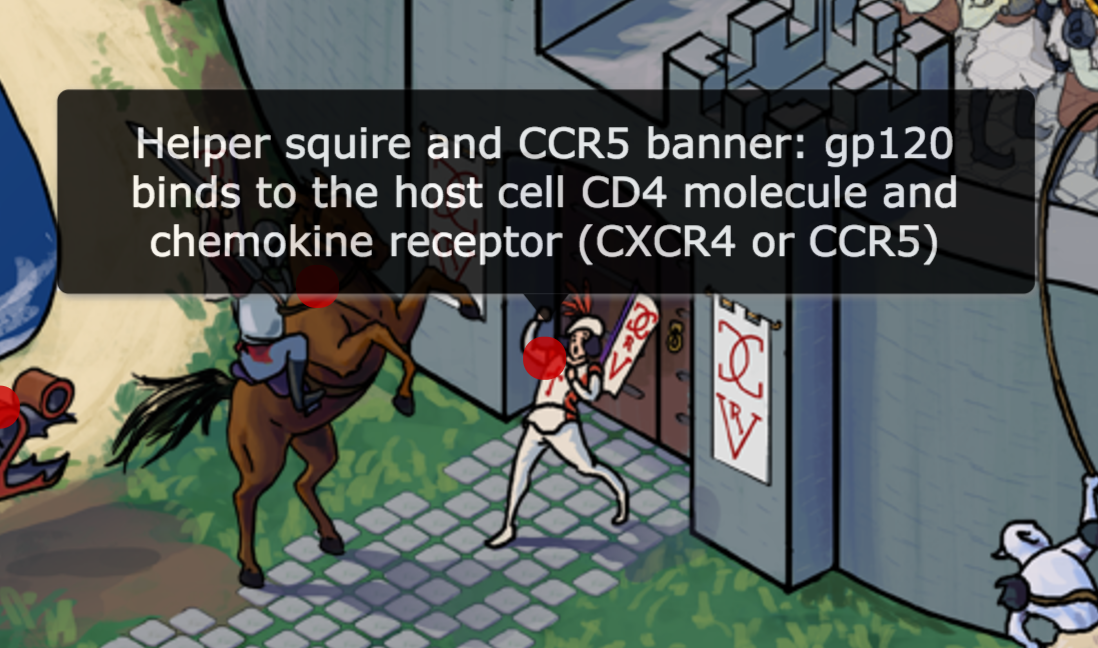 Helper squire and CCR5 banner: gp120
binds to the host cell CD4 molecule and
chemokine receptor (CXCR4 or CCR5)
CCRV